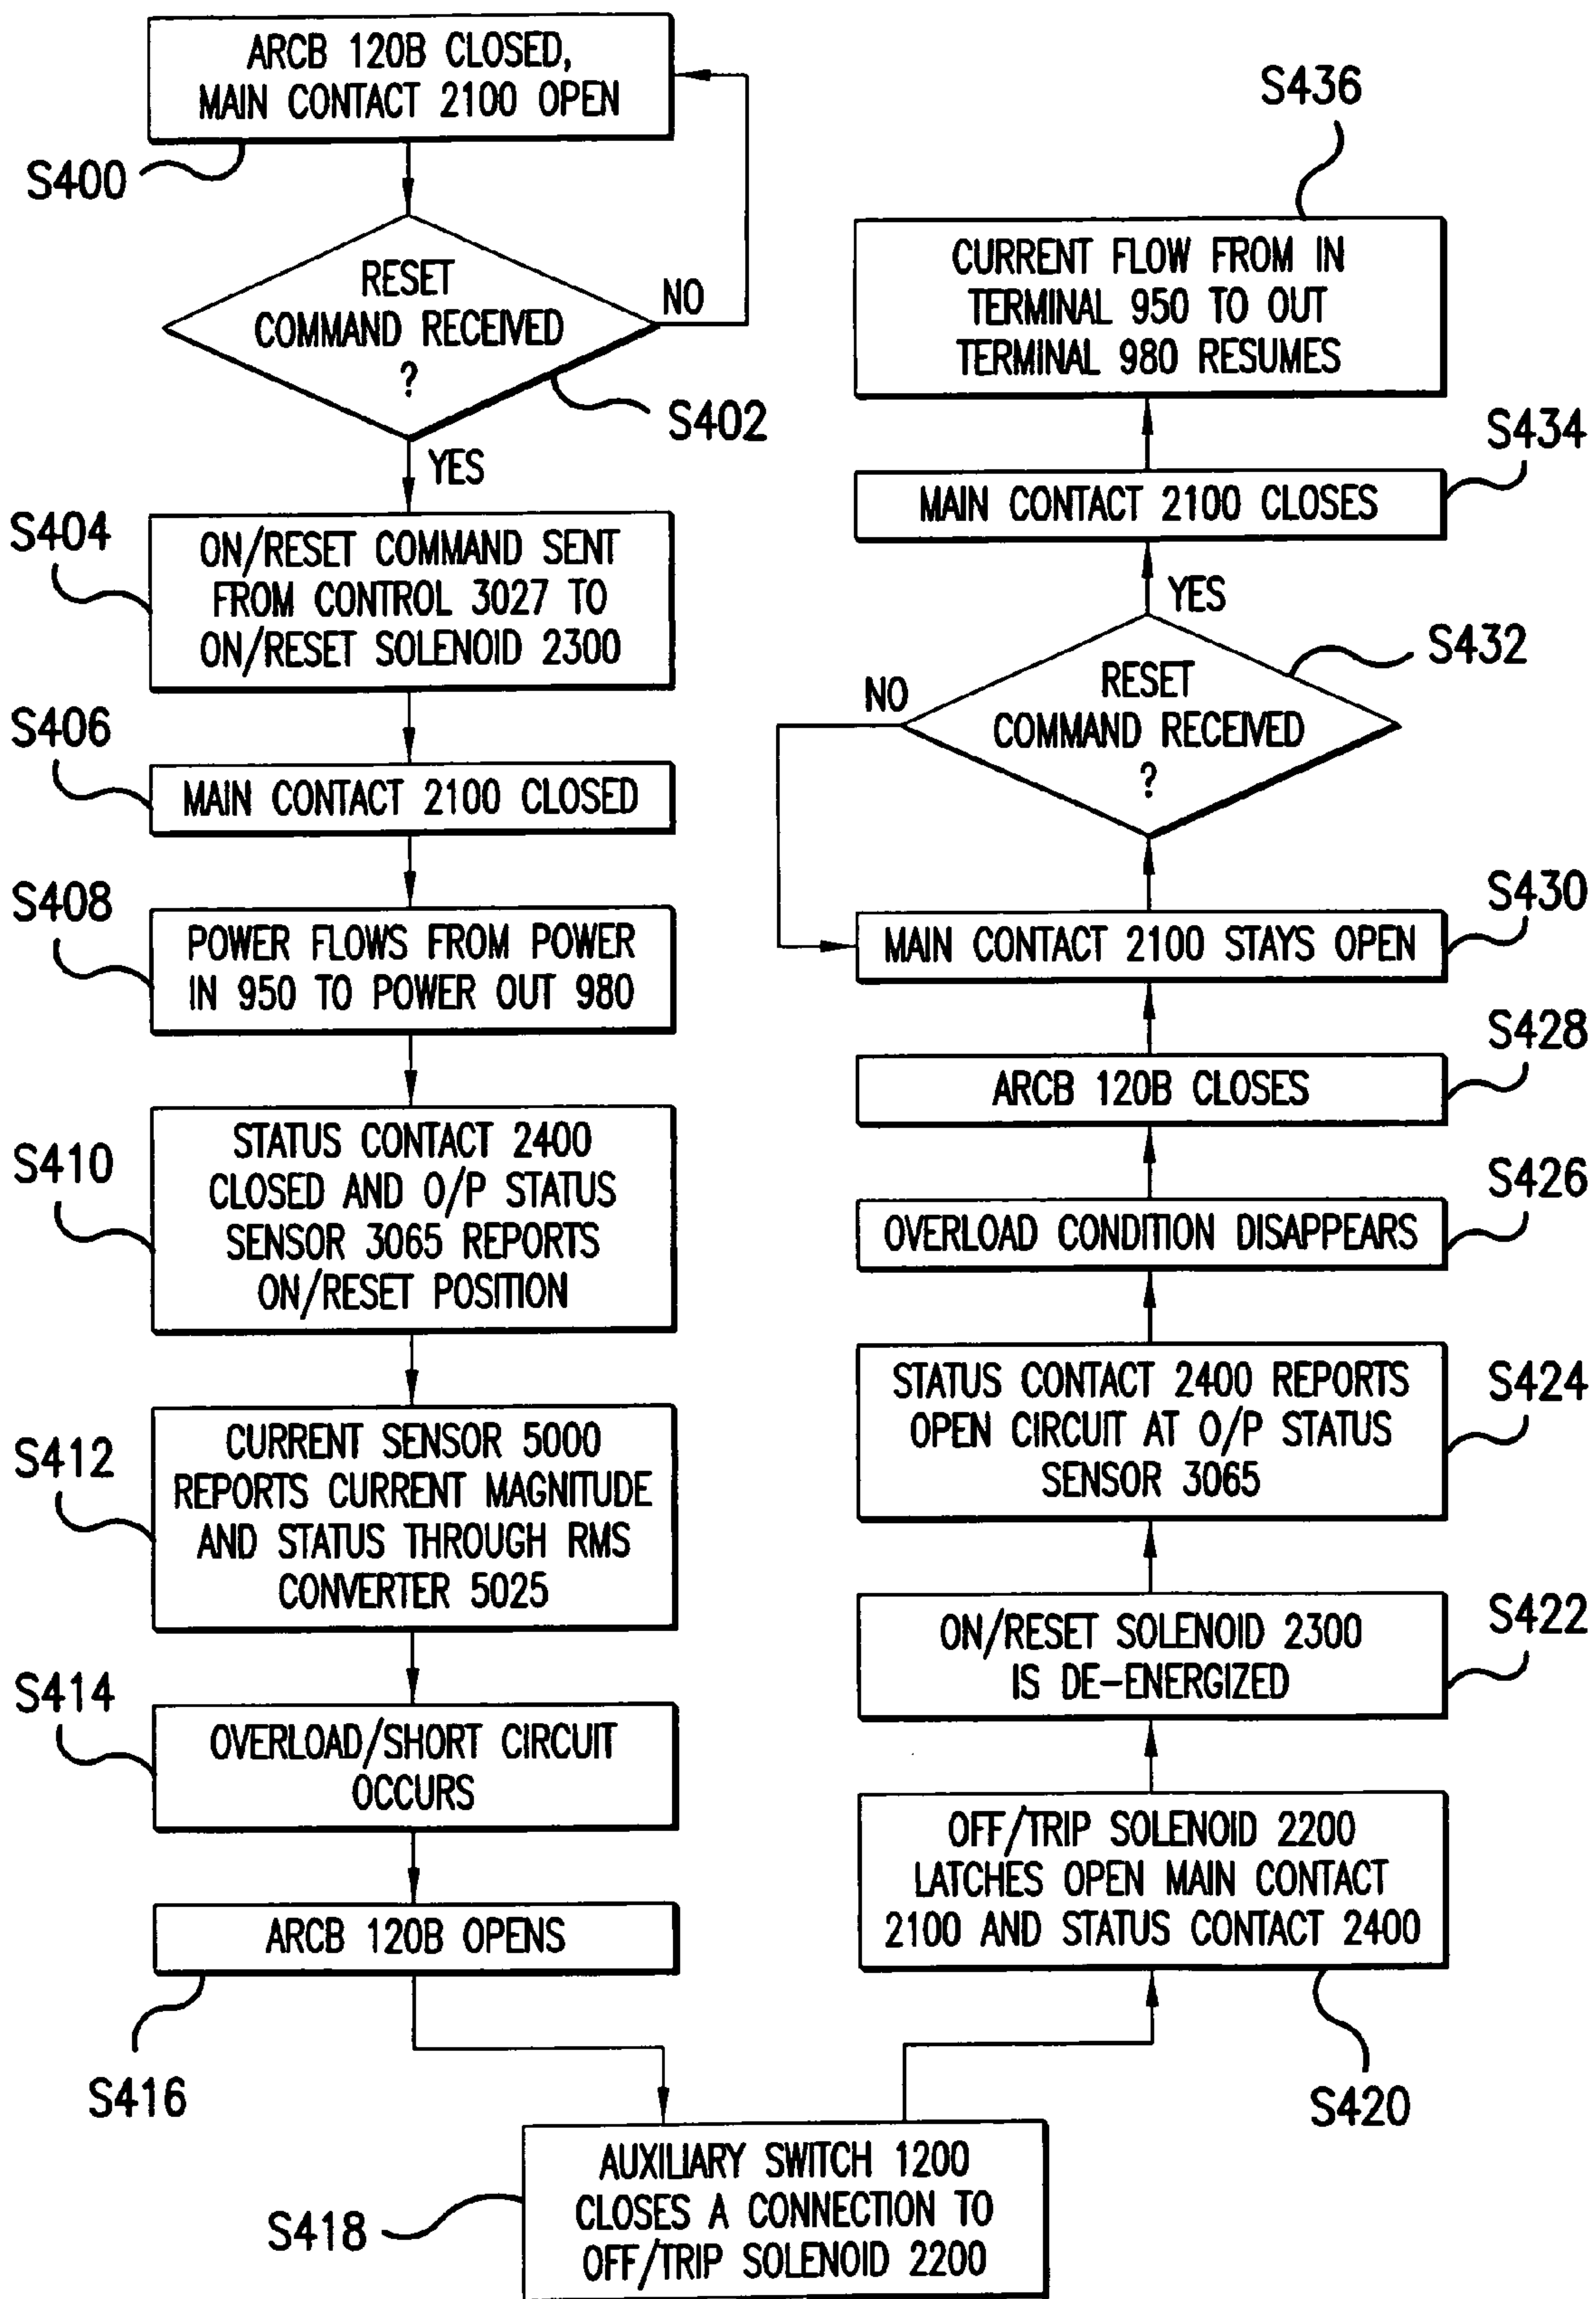 ARCB 120B CLOSED,
MAIN CONTACT 2100 OPEN
S400
RESET
COMMAND RECEIVED
?
NO
S402
YES
S404
ON/RESET COMMAND SENT
FROM CONTROL 3027 TO
ON/RESET SOLENOID 2300
S406
MAIN CONTACT 2100 CLOSED
S408
POWER FLOWS FROM POWER
IN 950 TO POWER OUT 980
S410
STATUS CONTACT 2400
CLOSED AND O/P STATUS
SENSOR 3065 REPORTS
ON/RESET POSITION
S412
CURRENT SENSOR 5000
REPORTS CURRENT MAGNITUDE
AND STATUS THROUGH RMS
CONVERTER 5025
S414
OVERLOAD/SHORT CIRCUIT
OCCURS
ARCB 120B OPENS
S416
AUXILIARY SWITCH 1200
CLOSES A CONNECTION TO
OFF/TRIP SOLENOID 2200
S418
OFF/TRIP SOLENOID 2200
LATCHES OPEN MAIN CONTACT
2100 AND STATUS CONTACT 2400
S420
ON/RESET SOLENOID 2300
IS DE-ENERGIZED
S422
STATUS CONTACT 2400 REPORTS
OPEN CIRCUIT AT O/P STATUS
SENSOR 3065
S424
OVERLOAD CONDITION DISAPPEARS
S426
ARCB 120B CLOSES
S428
MAIN CONTACT 2100 STAYS OPEN
S430
RESET
COMMAND RECEIVED
?
NO
S432
YES
MAIN CONTACT 2100 CLOSES
S434
CURRENT FLOW FROM IN
TERMINAL 950 TO OUT
TERMINAL 980 RESUMES
S436